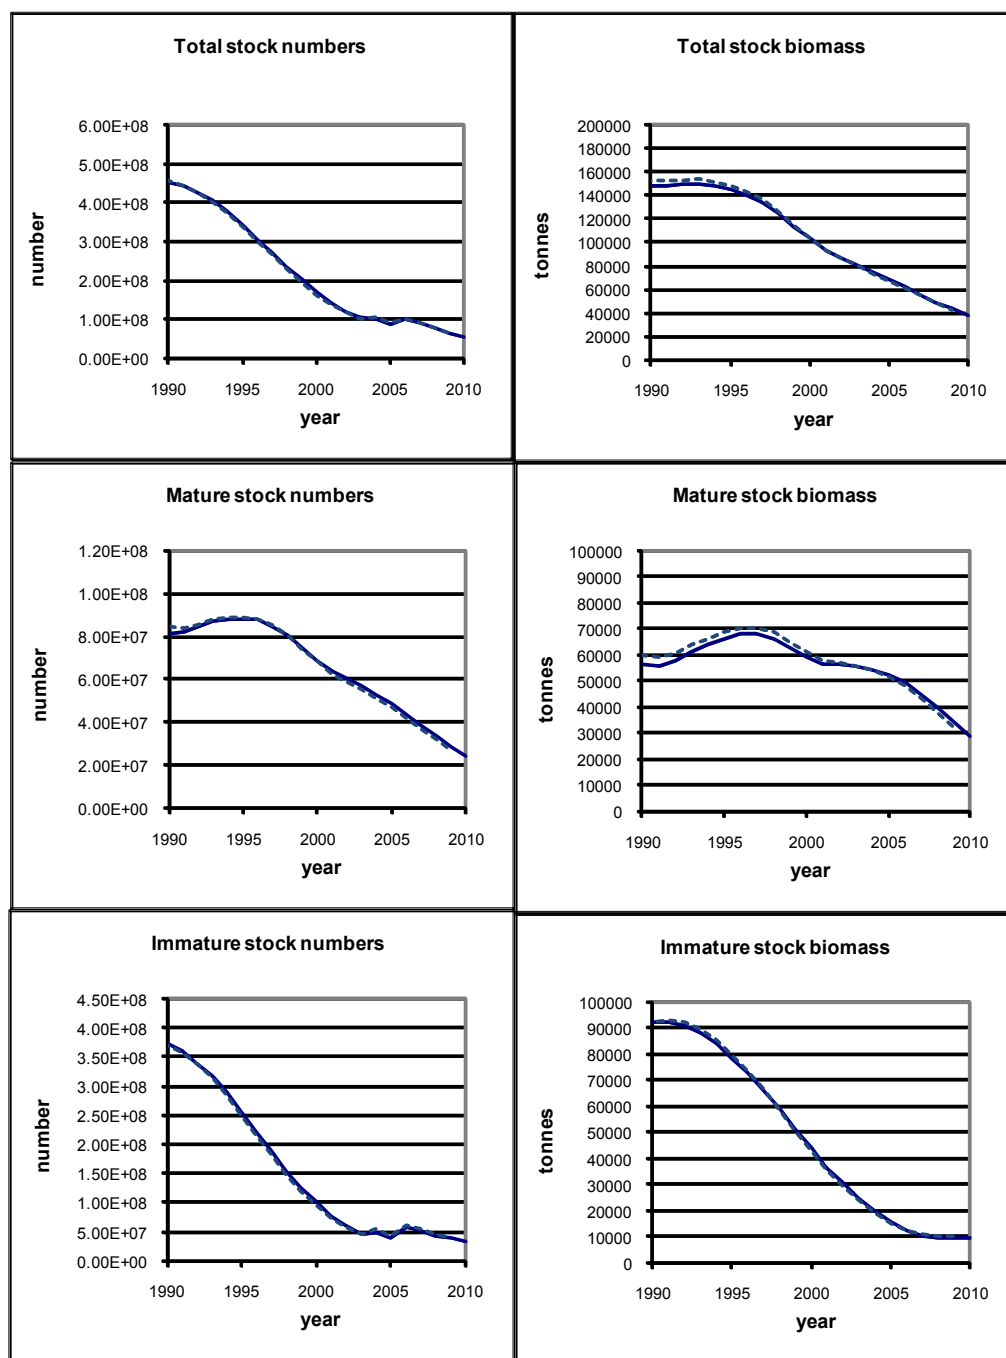 Total stock numbers
number
6.00E+08
5.00E+08
4.00E+08
3.00E+08
2.00E+08
1.00E+08
0.00E+00
1990 1995 2000 2005 2010
year
Total stock biomass
tonnes
200000
180000
160000
140000
120000
100000
80000
60000
40000
20000
0
1990 1995 2000 2005 2010
year
Mature stock numbers
number
1.20E+08
1.00E+08
8.00E+07
6.00E+07
4.00E+07
2.00E+07
0.00E+00
1990 1995 2000 2005 2010
year
Mature stock biomass
tonnes
100000
90000
80000
70000
60000
50000
40000
30000
20000
10000
0
1990 1995 2000 2005 2010
year
Immature stock numbers
number
4.50E+08
4.00E+08
3.50E+08
3.00E+08
2.50E+08
2.00E+08
1.50E+08
1.00E+08
5.00E+07
0.00E+00
1990 1995 2000 2005 2010
year
Immature stock biomass
tonnes
100000
90000
80000
70000
60000
50000
40000
30000
20000
10000
0
1990 1995 2000 2005 2010
year